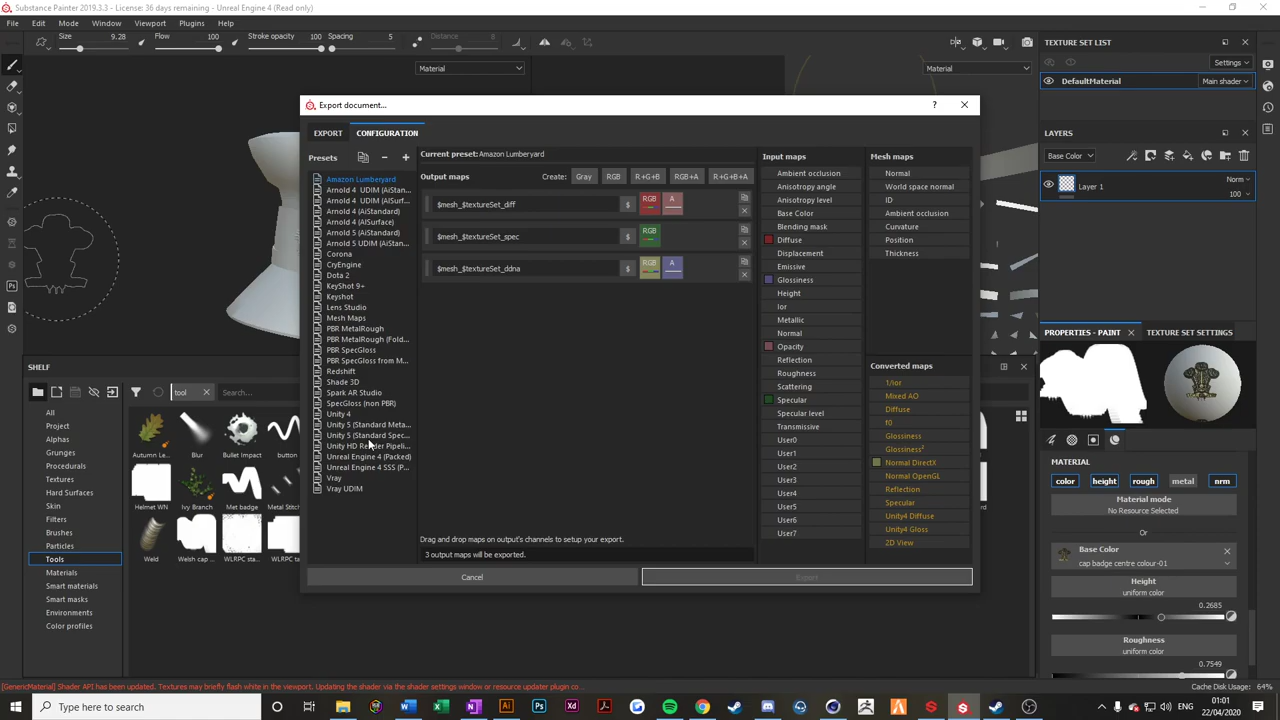 Substance Painter 2019.3.3 - License: 36 days remaining - Unreal Engine 4 (Read only)
File Edit Mode Viewport Plugins Help
Size 9.28 Flow 100 Stroke opacity 100 Spacing 5 Distance 8
Material
Material
TEXTURE SET LIST
Settings
DefaultMaterial Main shader
LAYERS
Base Color
Layer 1 Norm
100
Export document...
?
EXPORT CONFIGURATION
Presets
Amazon Lumberyard
Arnold 4 UDIM (AiStan...
Arnold 4 UDIM (AiSurf...
Arnold 4 (AiStandard)
Arnold 4 (AiSurface)
Arnold 5 (AiStandard)
Arnold 5 UDIM (AiStan...
Corona
CryEngine
Dota 2
KeyShot 9+
Keyshot
Lens Studio
Mesh Maps
PBR MetalRough
PBR MetalRough (Fold...
PBR SpecGloss
PBR SpecGloss from M...
Redshift
Shade 3D
Spark AR Studio
SpecGloss (non PBR)
Unity 4
Unity 5 (Standard Meta...
Unity 5 (Standard Spec...
Unity HD Render Pipeli...
Unreal Engine 4 (Packed)
Unreal Engine 4 SSS (P...
Vray
Vray UDIM
Current preset: Amazon Lumberyard
Output maps Create: Gray RGB R+G+B RGB+A R+G+B+A
$mesh_$textureSet_diff $ RGB A
$mesh_$textureSet_spec $ RGB
$mesh_$textureSet_ddna $ RGB A
Drag and drop maps on output's channels to setup your export.
3 output maps will be exported.
Input maps
Ambient occlusion
Anisotropy angle
Anisotropy level
Base Color
Blending mask
Diffuse
Displacement
Emissive
Glossiness
Height
Ior
Metallic
Normal
Opacity
Reflection
Roughness
Scattering
Specular
Specular level
Transmissive
User0
User1
User2
User3
User4
User5
User6
User7
Mesh maps
Normal
World space normal
ID
Ambient occlusion
Curvature
Position
Thickness
Converted maps
1/ior
Mixed AO
Diffuse
f0
Glossiness
Glossiness²
Normal DirectX
Normal OpenGL
Reflection
Specular
Unity4 Diffuse
Unity4 Gloss
2D View
Cancel Export
SHELF
tool Search...
All
Project
Alphas
Grunges
Procedurals
Textures
Hard Surfaces
Skin
Filters
Brushes
Particles
Tools
Materials
Smart materials
Smart masks
Environments
Color profiles
Autumn Le... Blur Bullet Impact button...
Helmet WN Ivy Branch Met badge Metal Stitch
Weld Welsh cap ... WLRPC sta... WLRPC ta
PROPERTIES - PAINT TEXTURE SET SETTINGS
MATERIAL
color height rough metal nrm
Material mode
No Resource Selected
Or
Base Color
cap badge centre colour-01
Height
uniform color
0.2685
Roughness
uniform color
0.7549
[GenericMaterial] Shader API has been updated. Textures may briefly flash white in the viewport. Updating the shader via the shader settings window or resource updater plugin co...
Cache Disk Usage: 64%
Type here to search
01:01
22/04/2020